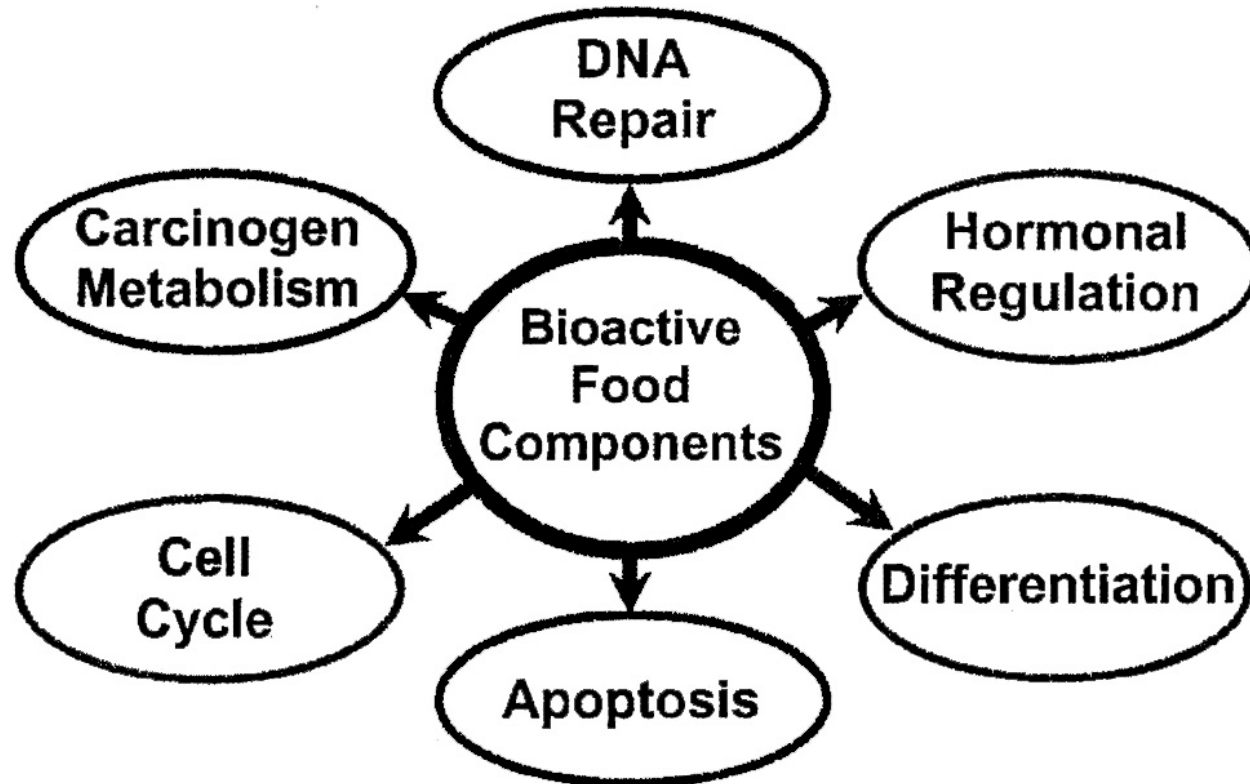 DNA
Repair
Carcinogen
Metabolism
Hormonal
Regulation
Bioactive
Food
Components
Cell
Cycle
Differentiation
Apoptosis